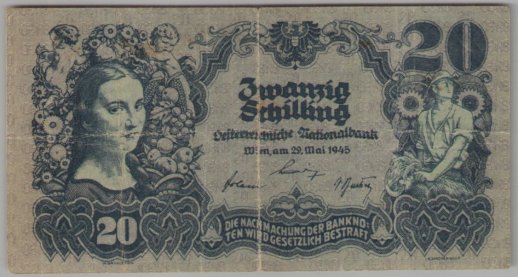 20
Zwanzig
Schilling
Oesterreichische Nationalbank
Wien, am 29. Mai 1945
20
DIE NACHMACHUNG DER BANKNO-
TEN WIRD GESETZLICH BESTRAFT